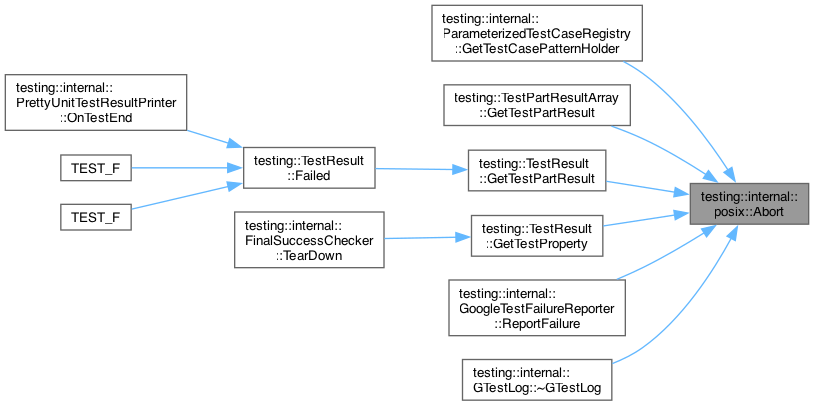 testing::internal::
ParameterizedTestCaseRegistry
::GetTestCasePatternHolder
testing::internal::
PrettyUnitTestResultPrinter
::OnTestEnd
testing::TestPartResultArray
::GetTestPartResult
TEST_F
testing::TestResult
::Failed
testing::TestResult
::GetTestPartResult
testing::internal::
posix::Abort
TEST_F
testing::internal::
FinalSuccessChecker
::TearDown
testing::TestResult
::GetTestProperty
testing::internal::
GoogleTestFailureReporter
::ReportFailure
testing::internal::
GTestLog::~GTestLog